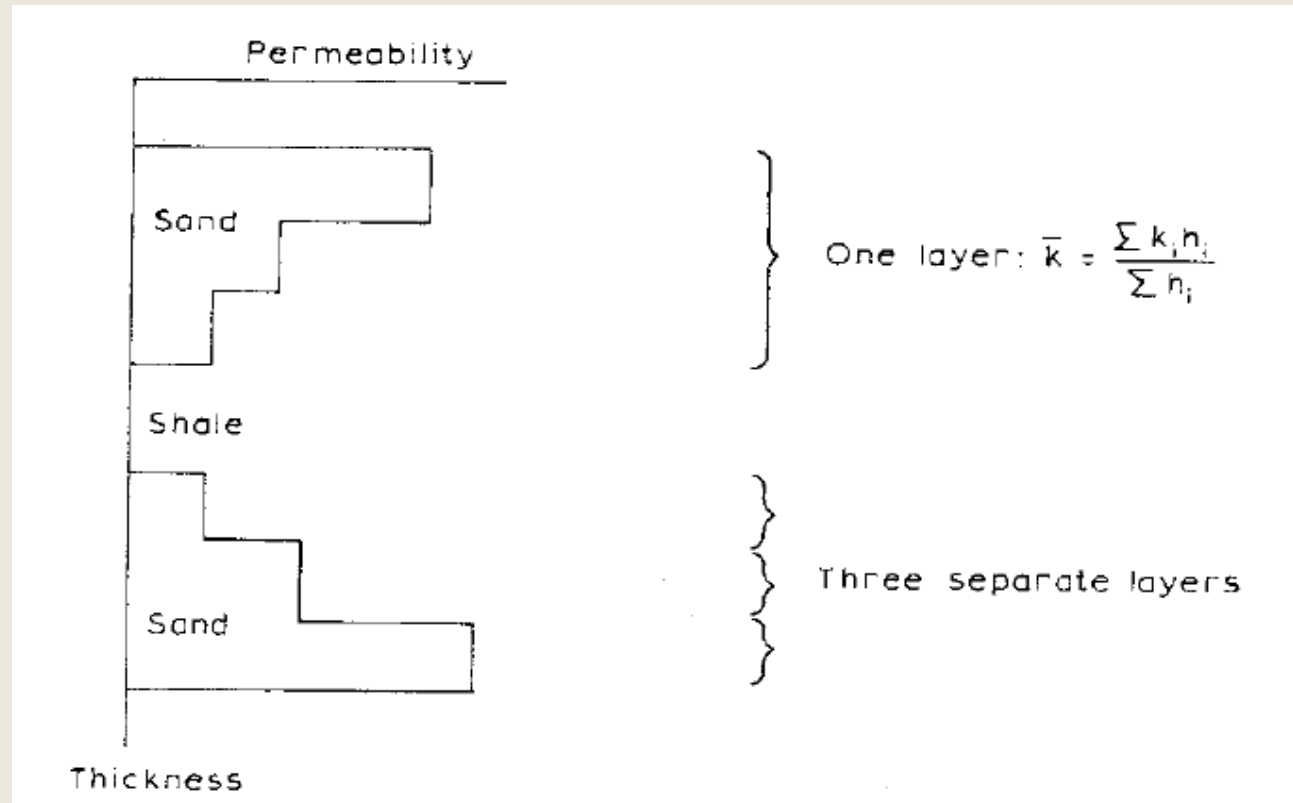 Permeability
Sand
One layer: k̄ = Σ kᵢhᵢ / Σ hᵢ
Shale
Three separate layers
Sand
Thickness